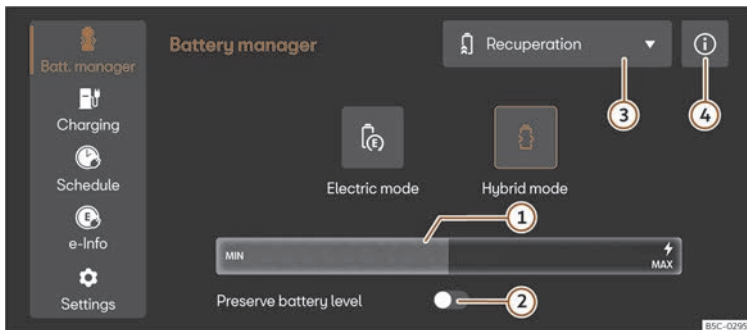 Batt. manager
Charging
Schedule
e-Info
Settings
Battery manager
Recuperation
3
4
Electric mode
Hybrid mode
1
MIN
MAX
Preserve battery level
2
B5C-0295